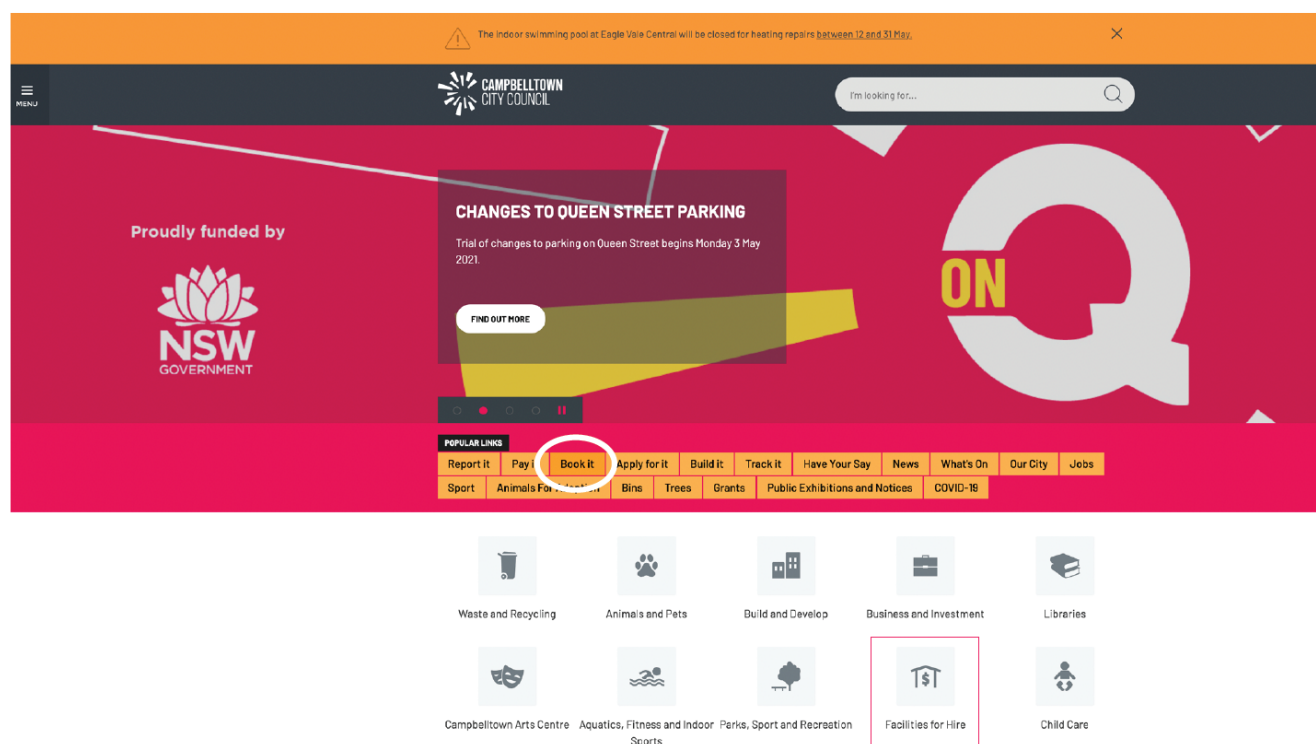 The indoor swimming pool at Eagle Vale Central will be closed for heating repairs between 12 and 31 May.
MENU
CAMPBELLTOWN
CITY COUNCIL
I'm looking for...
Proudly funded by
NSW
GOVERNMENT
CHANGES TO QUEEN STREET PARKING
Trial of changes to parking on Queen Street begins Monday 3 May
2021.
FIND OUT MORE
ON
Q
POPULAR LINKS
Report it Pay Book it Apply for it Build it Track it Have Your Say News What's On Our City Jobs
Sport Animals For Adoption Bins Trees Grants Public Exhibitions and Notices COVID-19
Waste and Recycling Animals and Pets Build and Develop Business and Investment Libraries
Campbelltown Arts Centre Aquatics, Fitness and Indoor Parks, Sport and Recreation Facilities for Hire Child Care
Sports